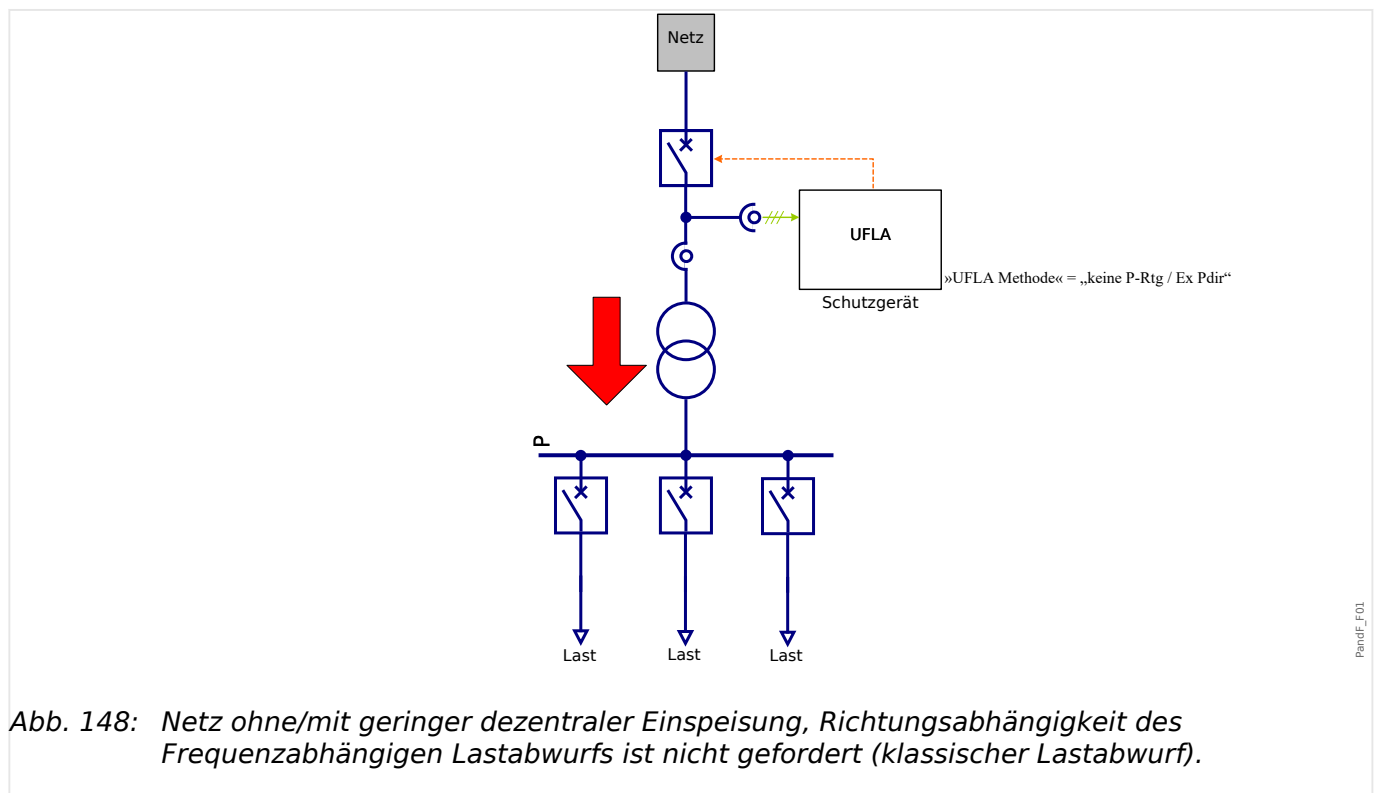 Netz
UFLA
»UFLA Methode« = „keine P-Rtg / Ex Pdir“
Schutzgerät
P
Last
Last
Last
PandF_F01
Abb. 148: Netz ohne/mit geringer dezentraler Einspeisung, Richtungsabhängigkeit des
Frequenzabhängigen Lastabwurfs ist nicht gefordert (klassischer Lastabwurf).